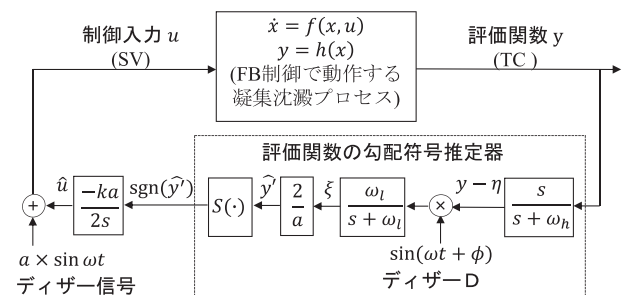 制御入力 u
(SV)
ẋ = f(x, u)
y = h(x)
(FB制御で動作する
凝集沈澱プロセス)
評価関数 y
(TC )
評価関数の勾配符号推定器
û
-ka
2s
sgn(ŷ′)
S(·)
ŷ′
2
a
ξ
ω_l
s + ω_l
×
y − η
s
s + ω_h
+
a × sin ωt
ディザー信号
sin(ωt + ϕ)
ディザーD